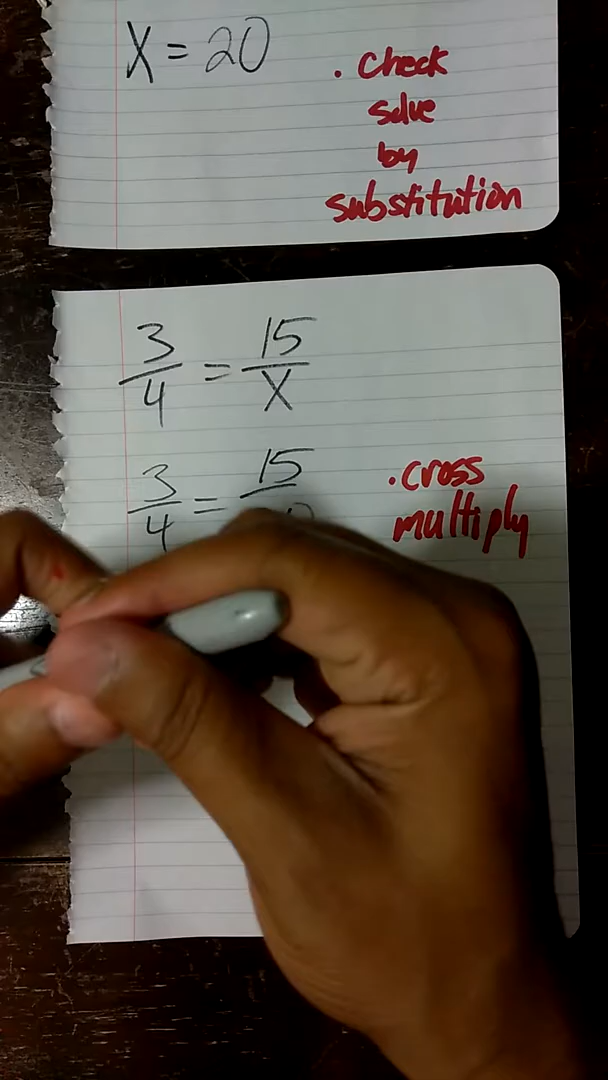 X = 20
. Check
solve
by
substitution
3/4 = 15/X
3/4 = 15/
. cross
multiply